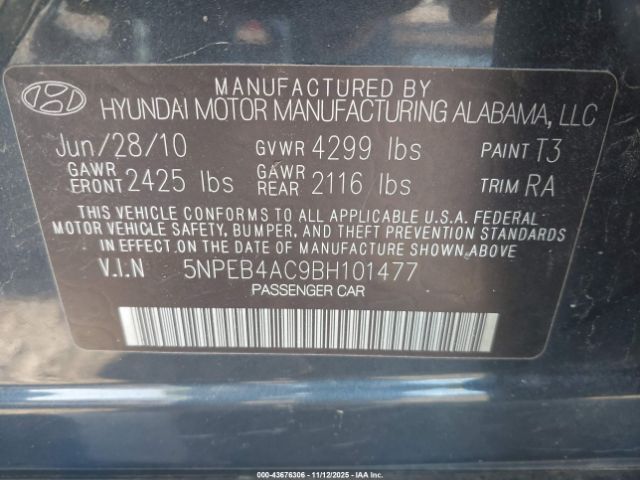 MANUFACTURED BY
HYUNDAI MOTOR MANUFACTURING ALABAMA, LLC
Jun/28/10 GVWR 4299 lbs PAINT T3
GAWR FRONT 2425 lbs GAWR REAR 2116 lbs TRIM RA
THIS VEHICLE CONFORMS TO ALL APPLICABLE U.S.A. FEDERAL
MOTOR VEHICLE SAFETY, BUMPER, AND THEFT PREVENTION STANDARDS
IN EFFECT ON THE DATE OF MANUFACTURE SHOWN ABOVE.
V.I.N 5NPEB4AC9BH101477
PASSENGER CAR
000-43676306 - 11/12/2025 - IAA Inc.